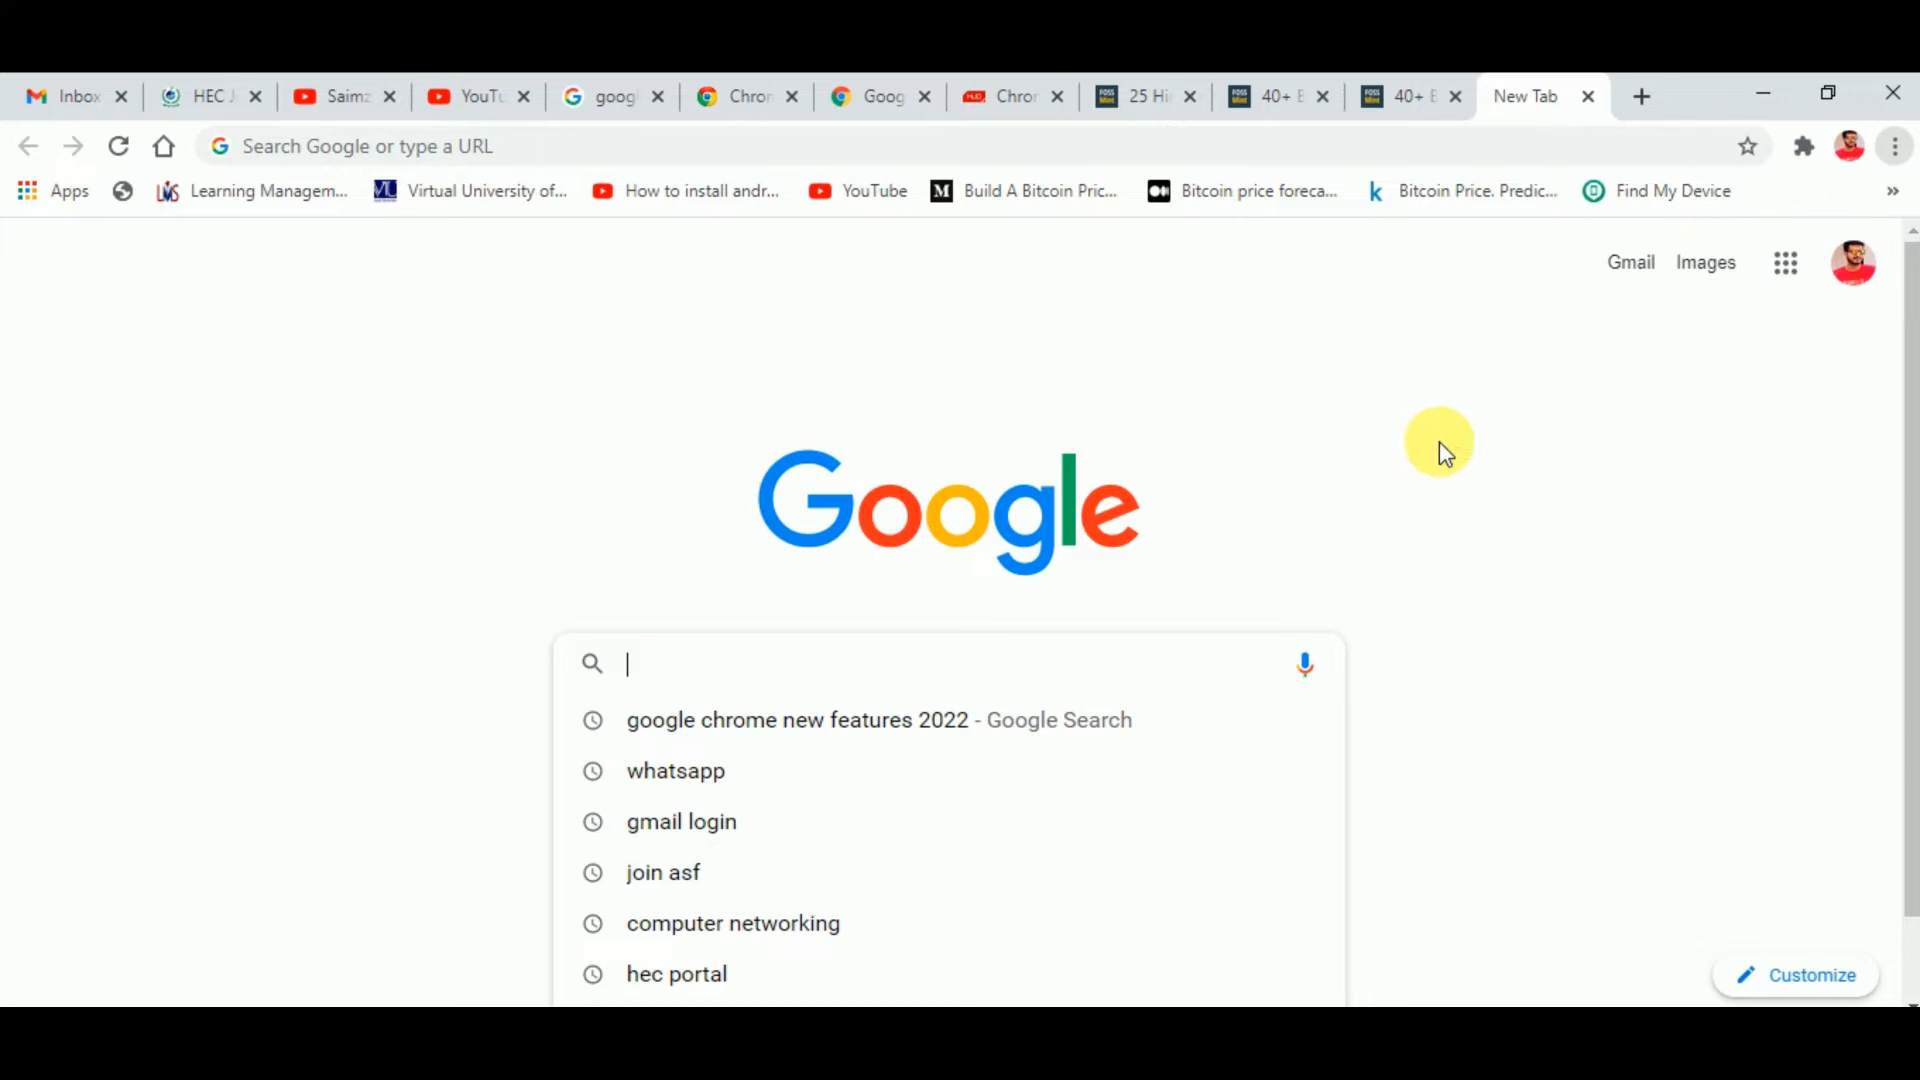 Inbox HEC J Saimz YouTu goog Chron Goog Chron 25 Hi 40+ B 40+ B New Tab
Search Google or type a URL
Apps Learning Managem... Virtual University of... How to install andr... YouTube Build A Bitcoin Pric... Bitcoin price foreca... Bitcoin Price. Predic... Find My Device
Gmail Images
Google
google chrome new features 2022 - Google Search
whatsapp
gmail login
join asf
computer networking
hec portal
Customize